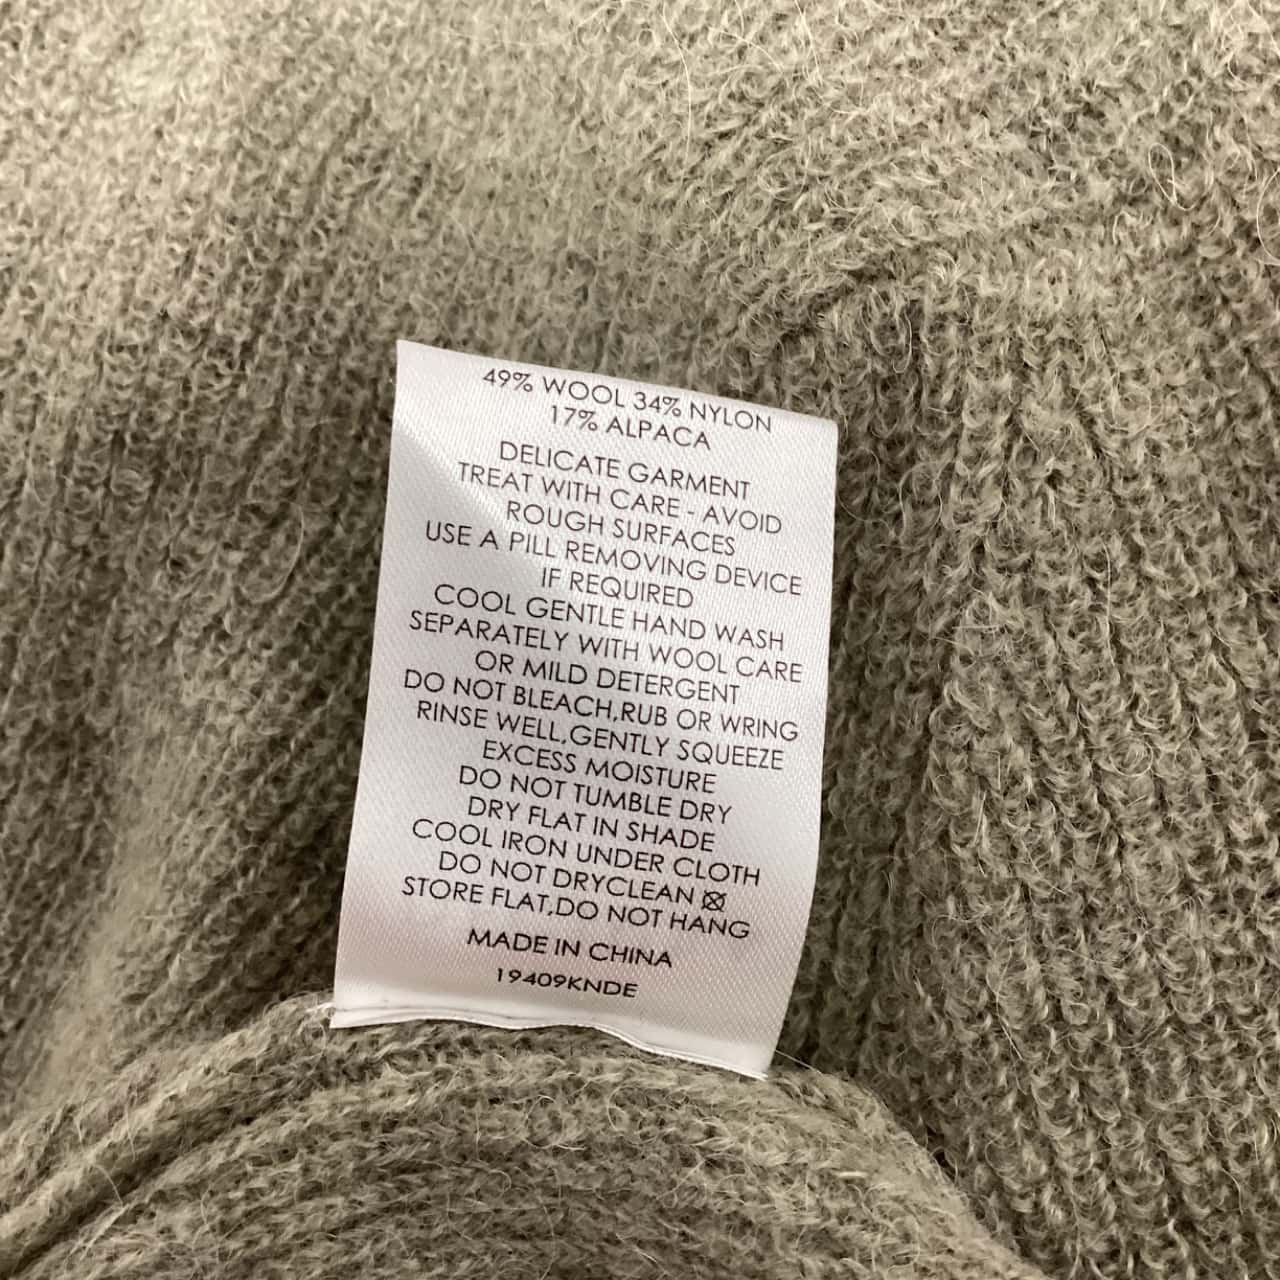 49% WOOL 34% NYLON
17% ALPACA
DELICATE GARMENT
TREAT WITH CARE - AVOID
ROUGH SURFACES
USE A PILL REMOVING DEVICE
IF REQUIRED
COOL GENTLE HAND WASH
SEPARATELY WITH WOOL CARE
OR MILD DETERGENT
DO NOT BLEACH,RUB OR WRING
RINSE WELL,GENTLY SQUEEZE
EXCESS MOISTURE
DO NOT TUMBLE DRY
DRY FLAT IN SHADE
COOL IRON UNDER CLOTH
DO NOT DRYCLEAN
STORE FLAT,DO NOT HANG
MADE IN CHINA
19409KNDE